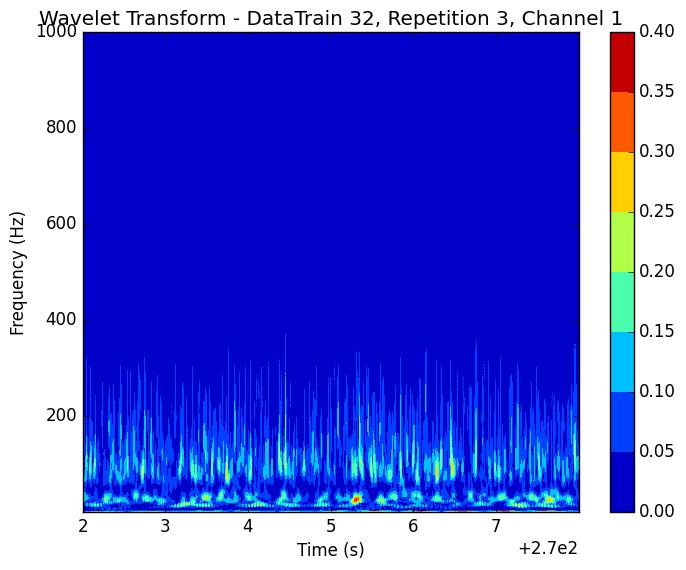 Wavelet Transform - DataTrain 32, Repetition 3, Channel 1
1000
800
600
400
200
Frequency (Hz)
2 3 4 5 6 7
+2.7e2
Time (s)
0.40
0.35
0.30
0.25
0.20
0.15
0.10
0.05
0.00